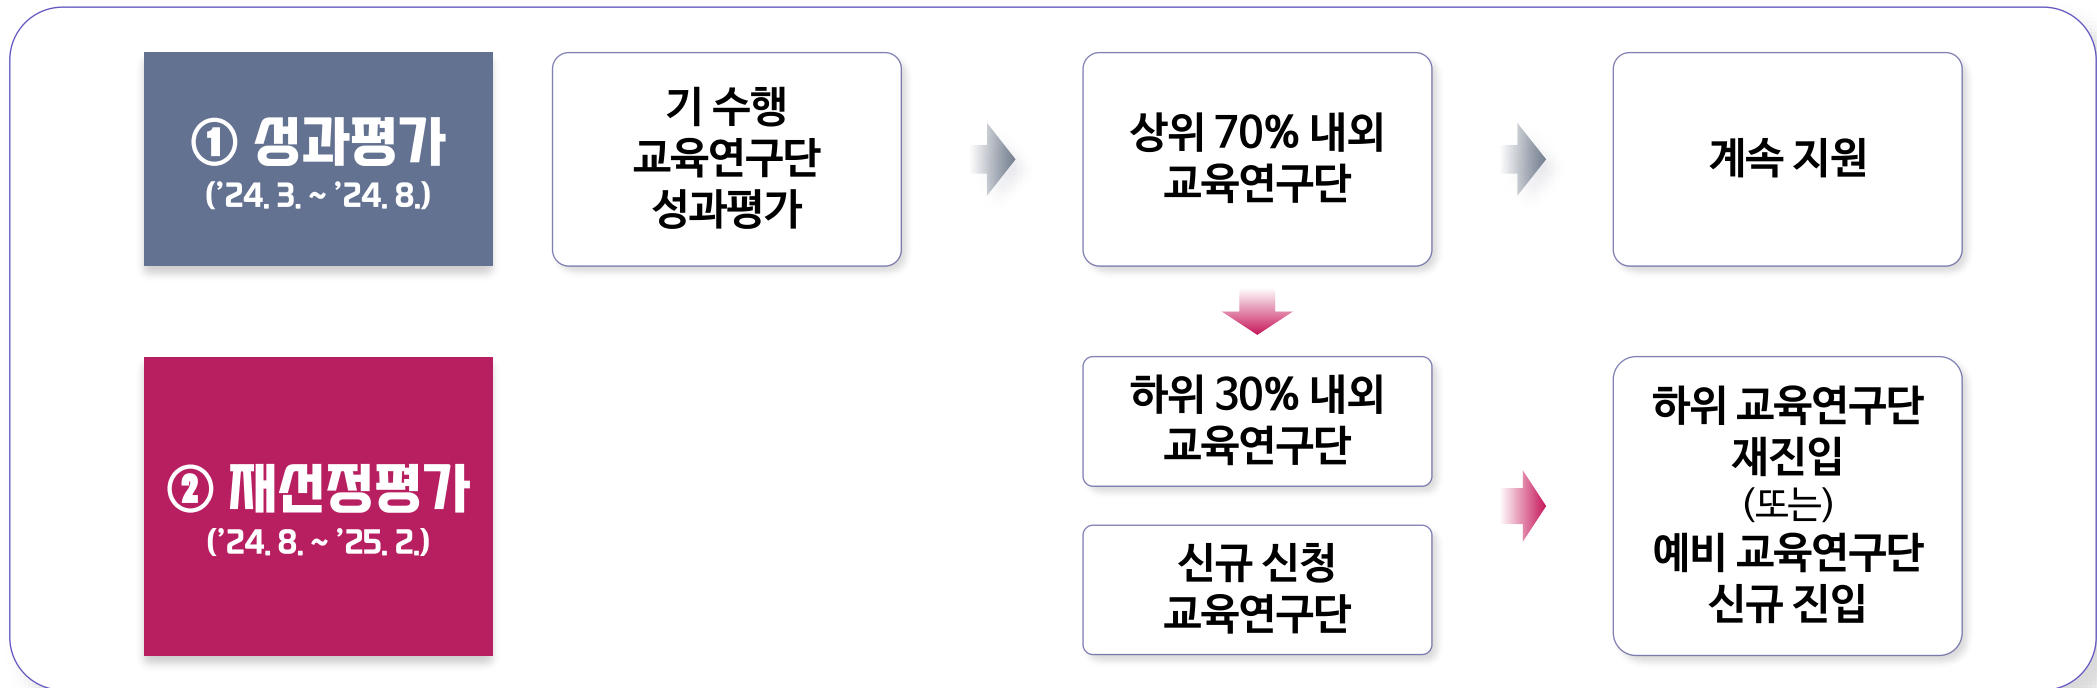 ① 성과평가
(’24. 3. ~ ’24. 8.)
기 수행
교육연구단
성과평가
상위 70% 내외
교육연구단
계속 지원
② 재선정평가
(’24. 8. ~ ’25. 2.)
하위 30% 내외
교육연구단
신규 신청
교육연구단
하위 교육연구단
재진입
(또는)
예비 교육연구단
신규 진입